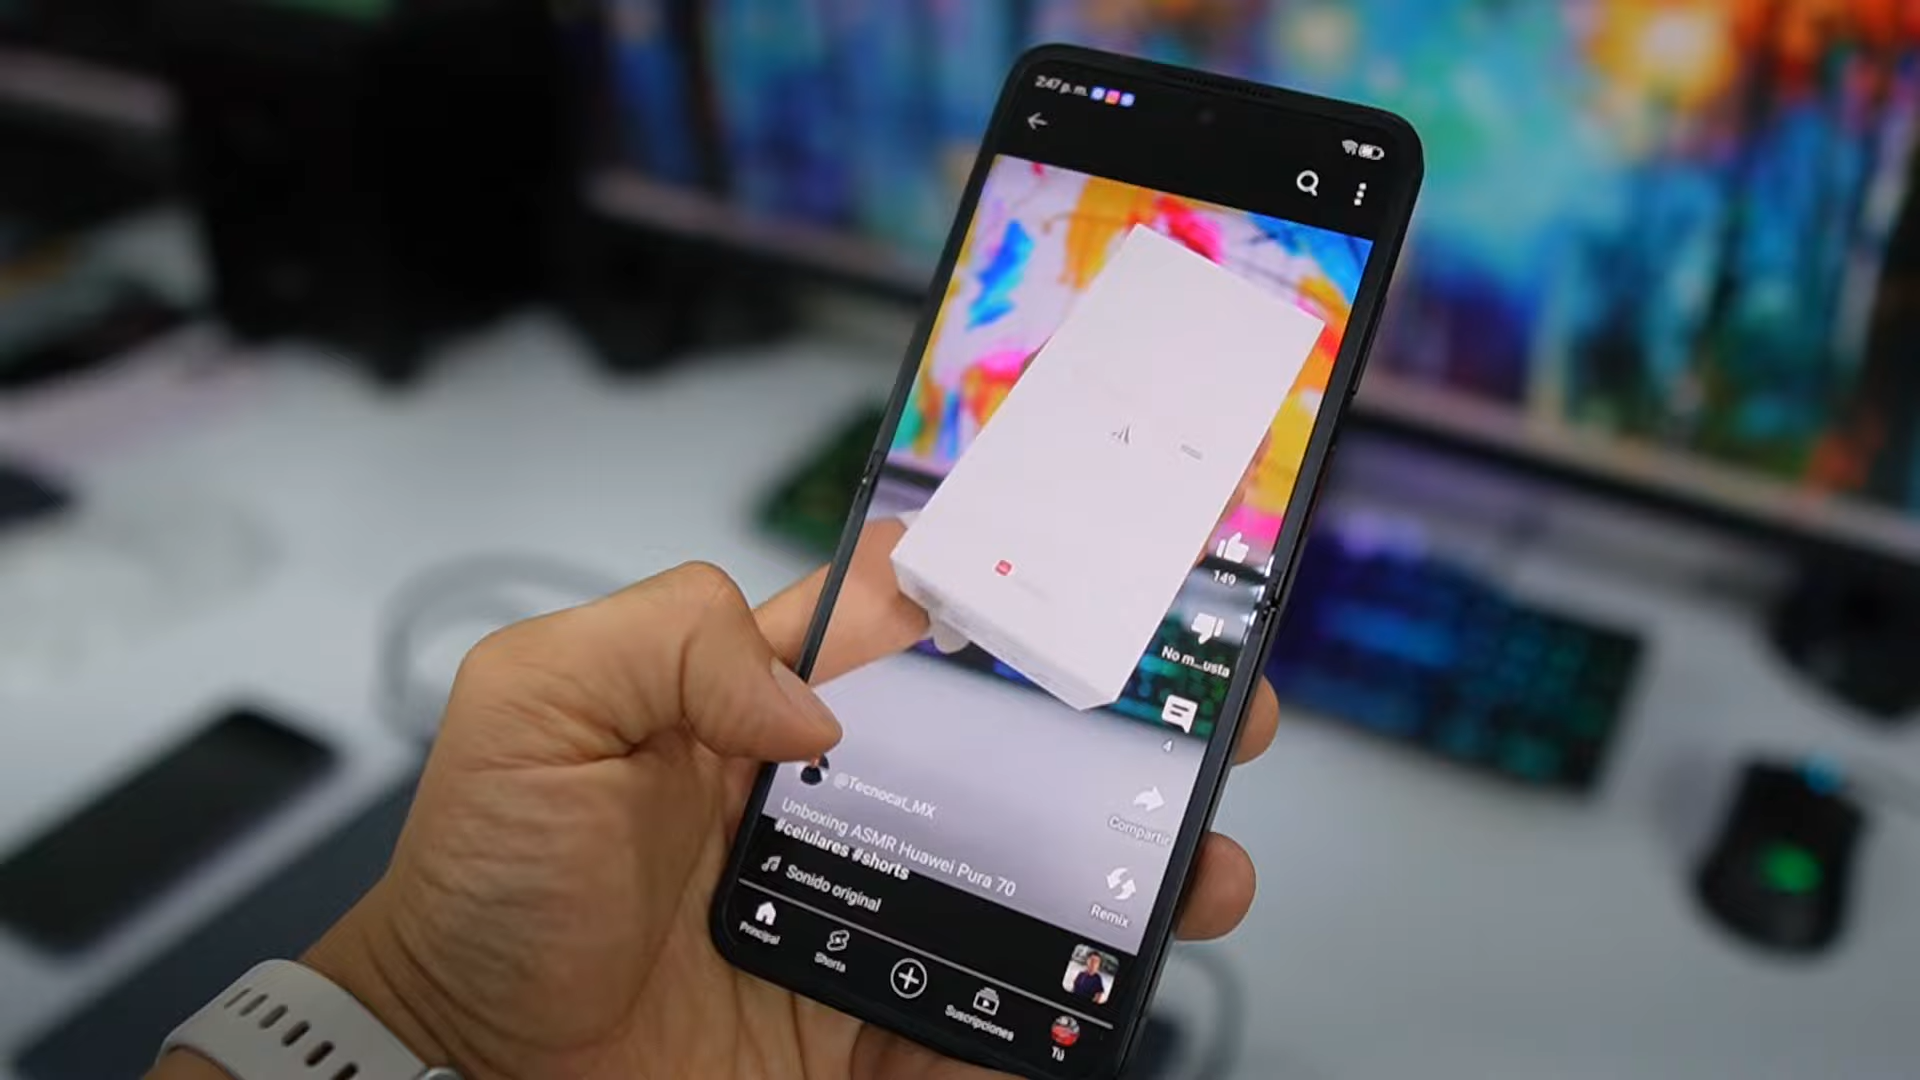 2:47 p. m.
149
No m...usta
4
@Tecnocat_MX
Compartir
Unboxing ASMR Huawei Pura 70
#celulares #shorts
Sonido original
Remix
Principal
Shorts
Suscripciones
Tú